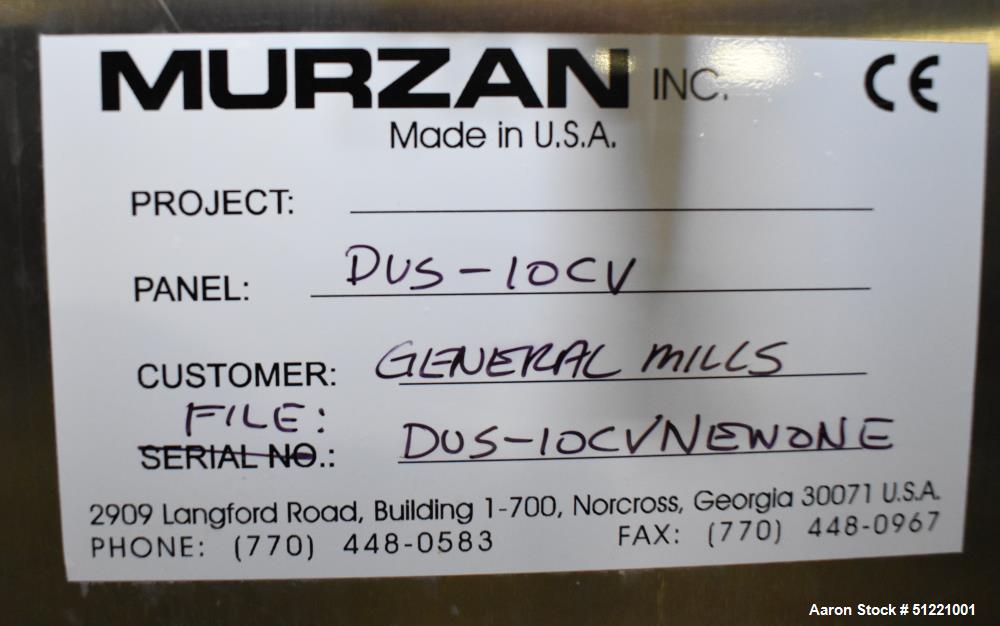 MURZAN INC. CE
Made in U.S.A.
PROJECT:
PANEL: DUS-10CV
CUSTOMER: GENERAL MILLS
FILE:
SERIAL NO.: DUS-10CVNEWONE
2909 Langford Road, Building 1-700, Norcross, Georgia 30071 U.S.A.
PHONE: (770) 448-0583 FAX: (770) 448-0967
Aaron Stock # 51221001